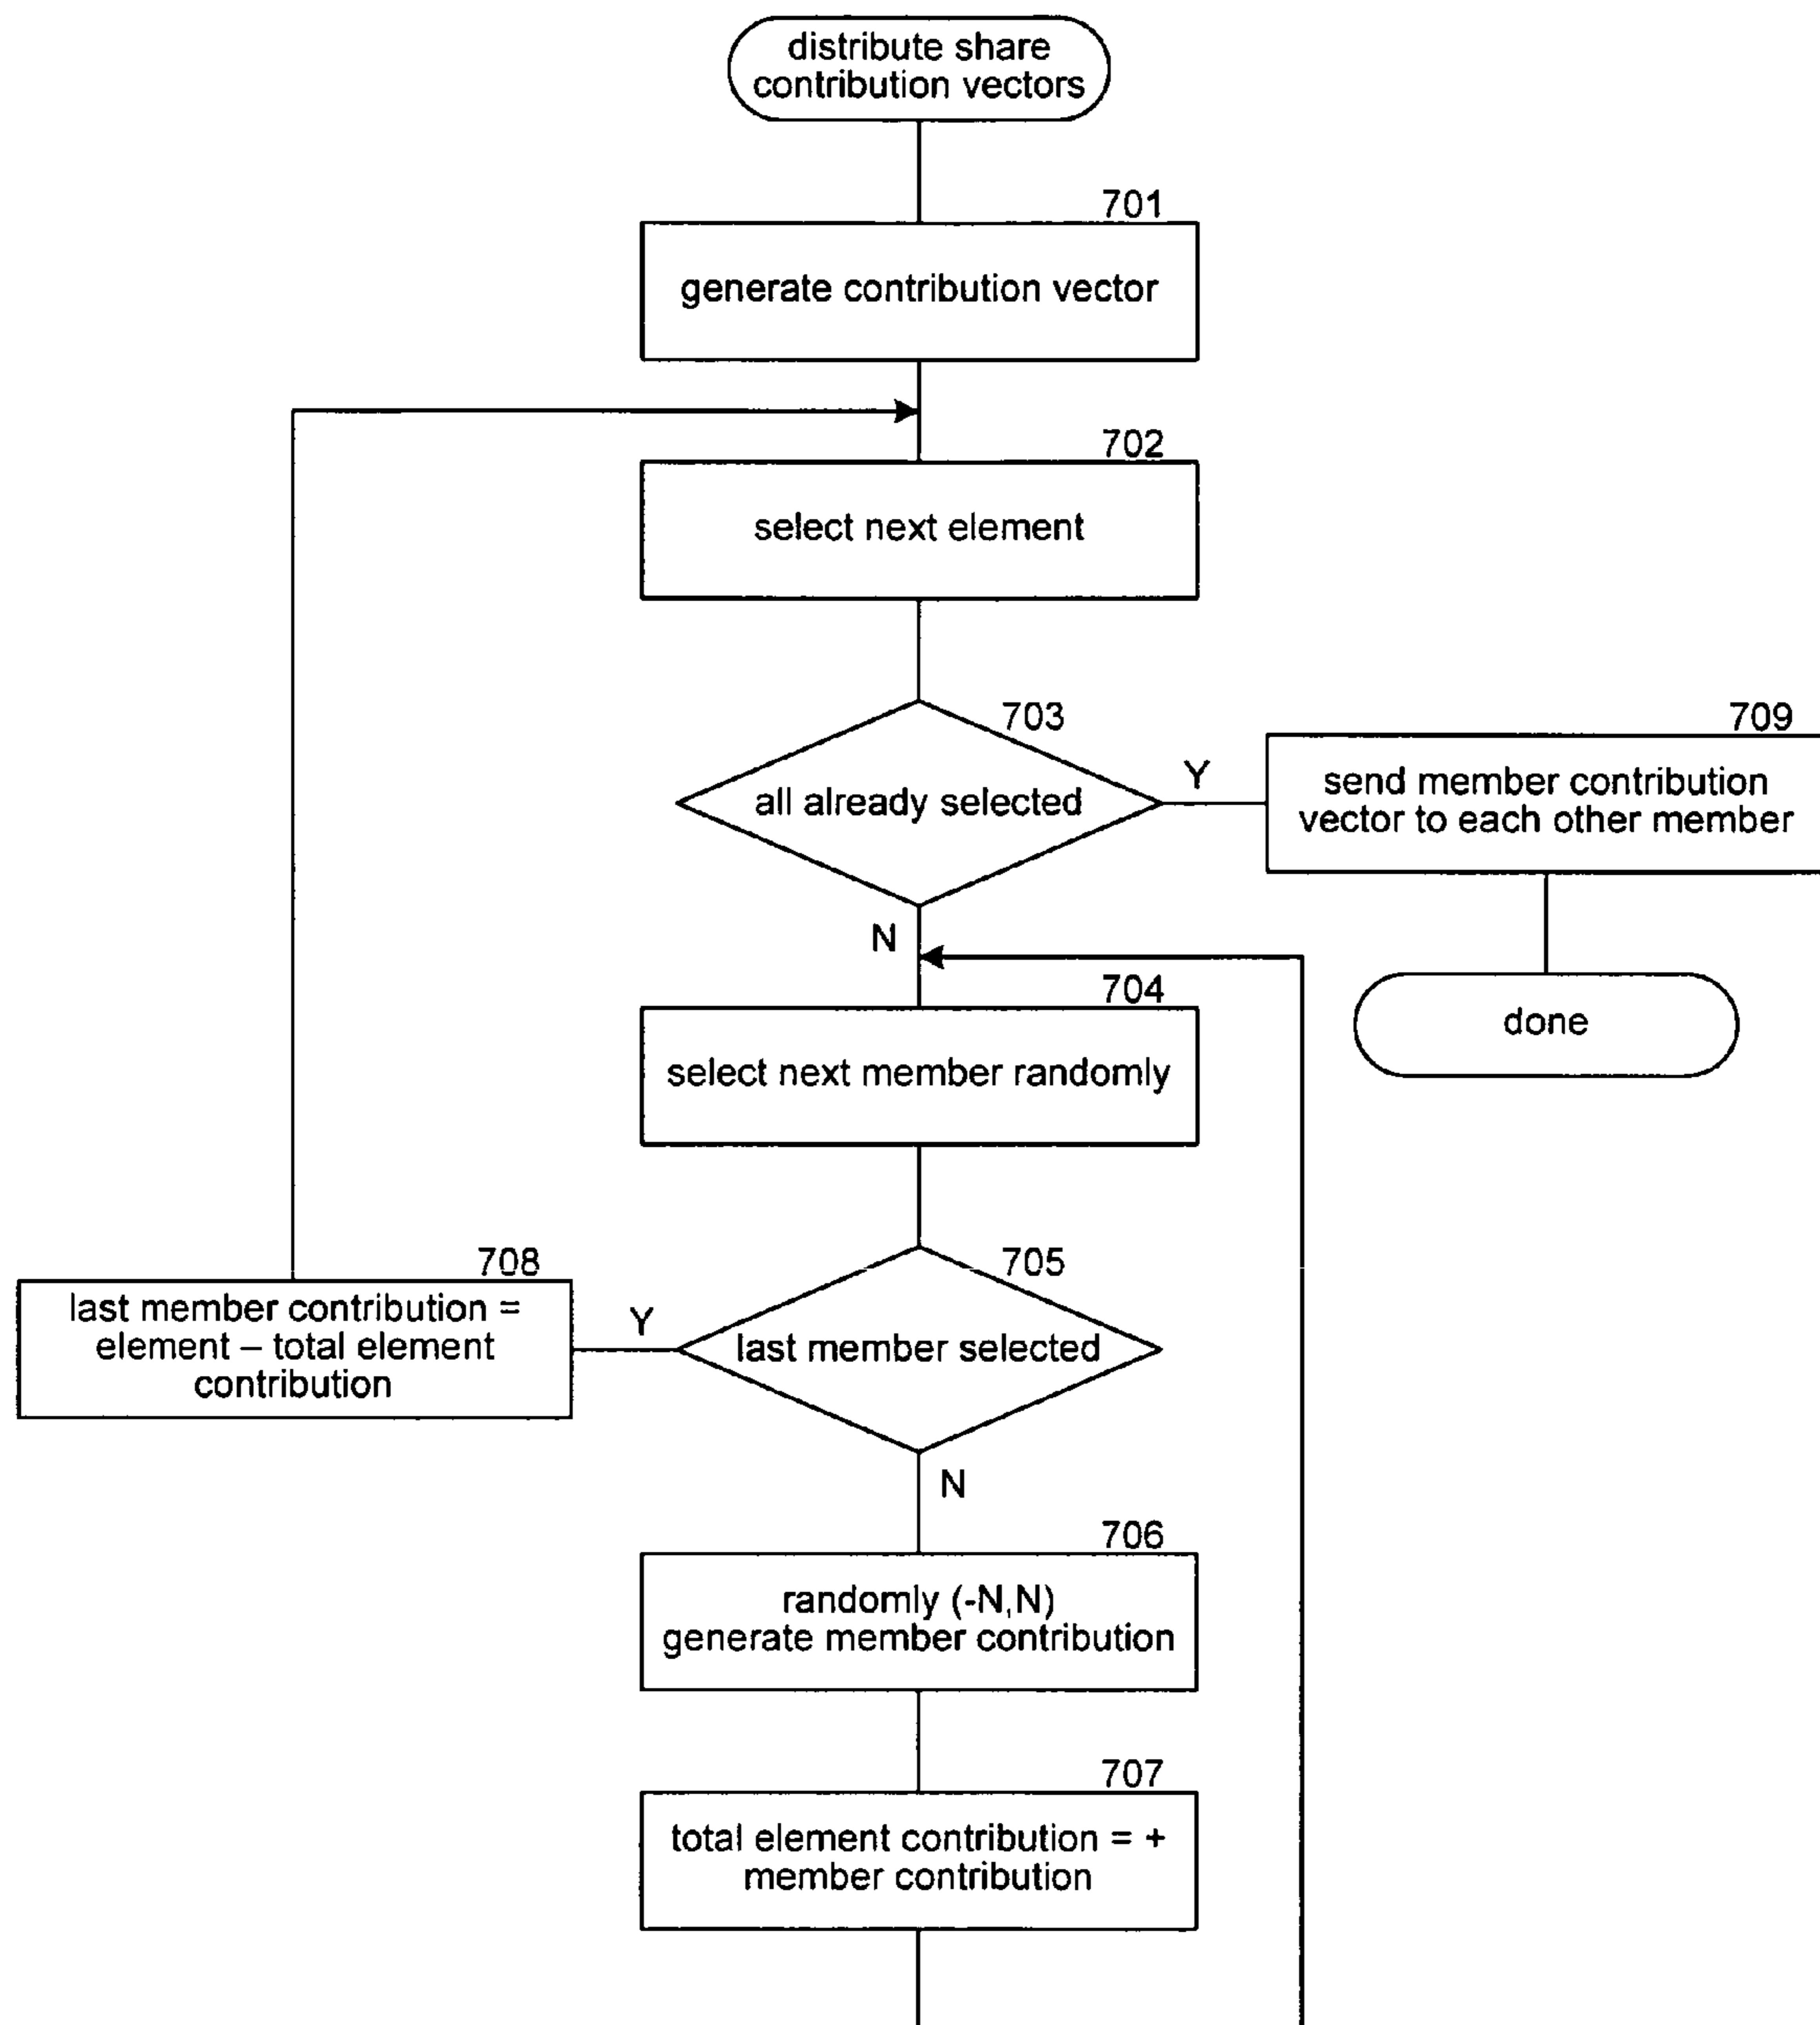 distribute share
contribution vectors
701
generate contribution vector
702
select next element
703
all already selected
Y
709
send member contribution
vector to each other member
done
N
704
select next member randomly
705
last member selected
Y
708
last member contribution =
element – total element
contribution
N
706
randomly (-N,N)
generate member contribution
707
total element contribution = +
member contribution